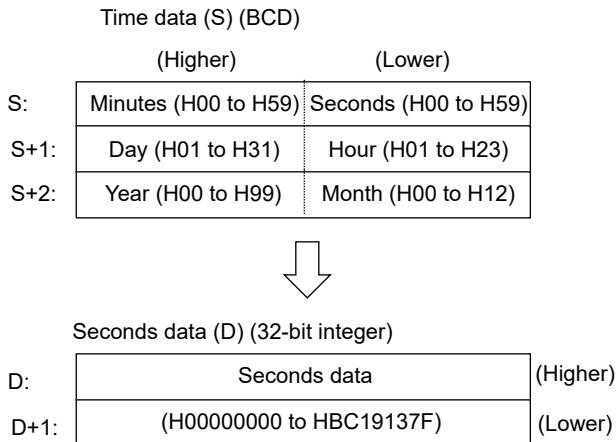 Time data (S) (BCD)
(Higher) (Lower)
S: Minutes (H00 to H59) Seconds (H00 to H59)
S+1: Day (H01 to H31) Hour (H01 to H23)
S+2: Year (H00 to H99) Month (H00 to H12)
Seconds data (D) (32-bit integer)
D: Seconds data (Higher)
D+1: (H00000000 to HBC19137F) (Lower)